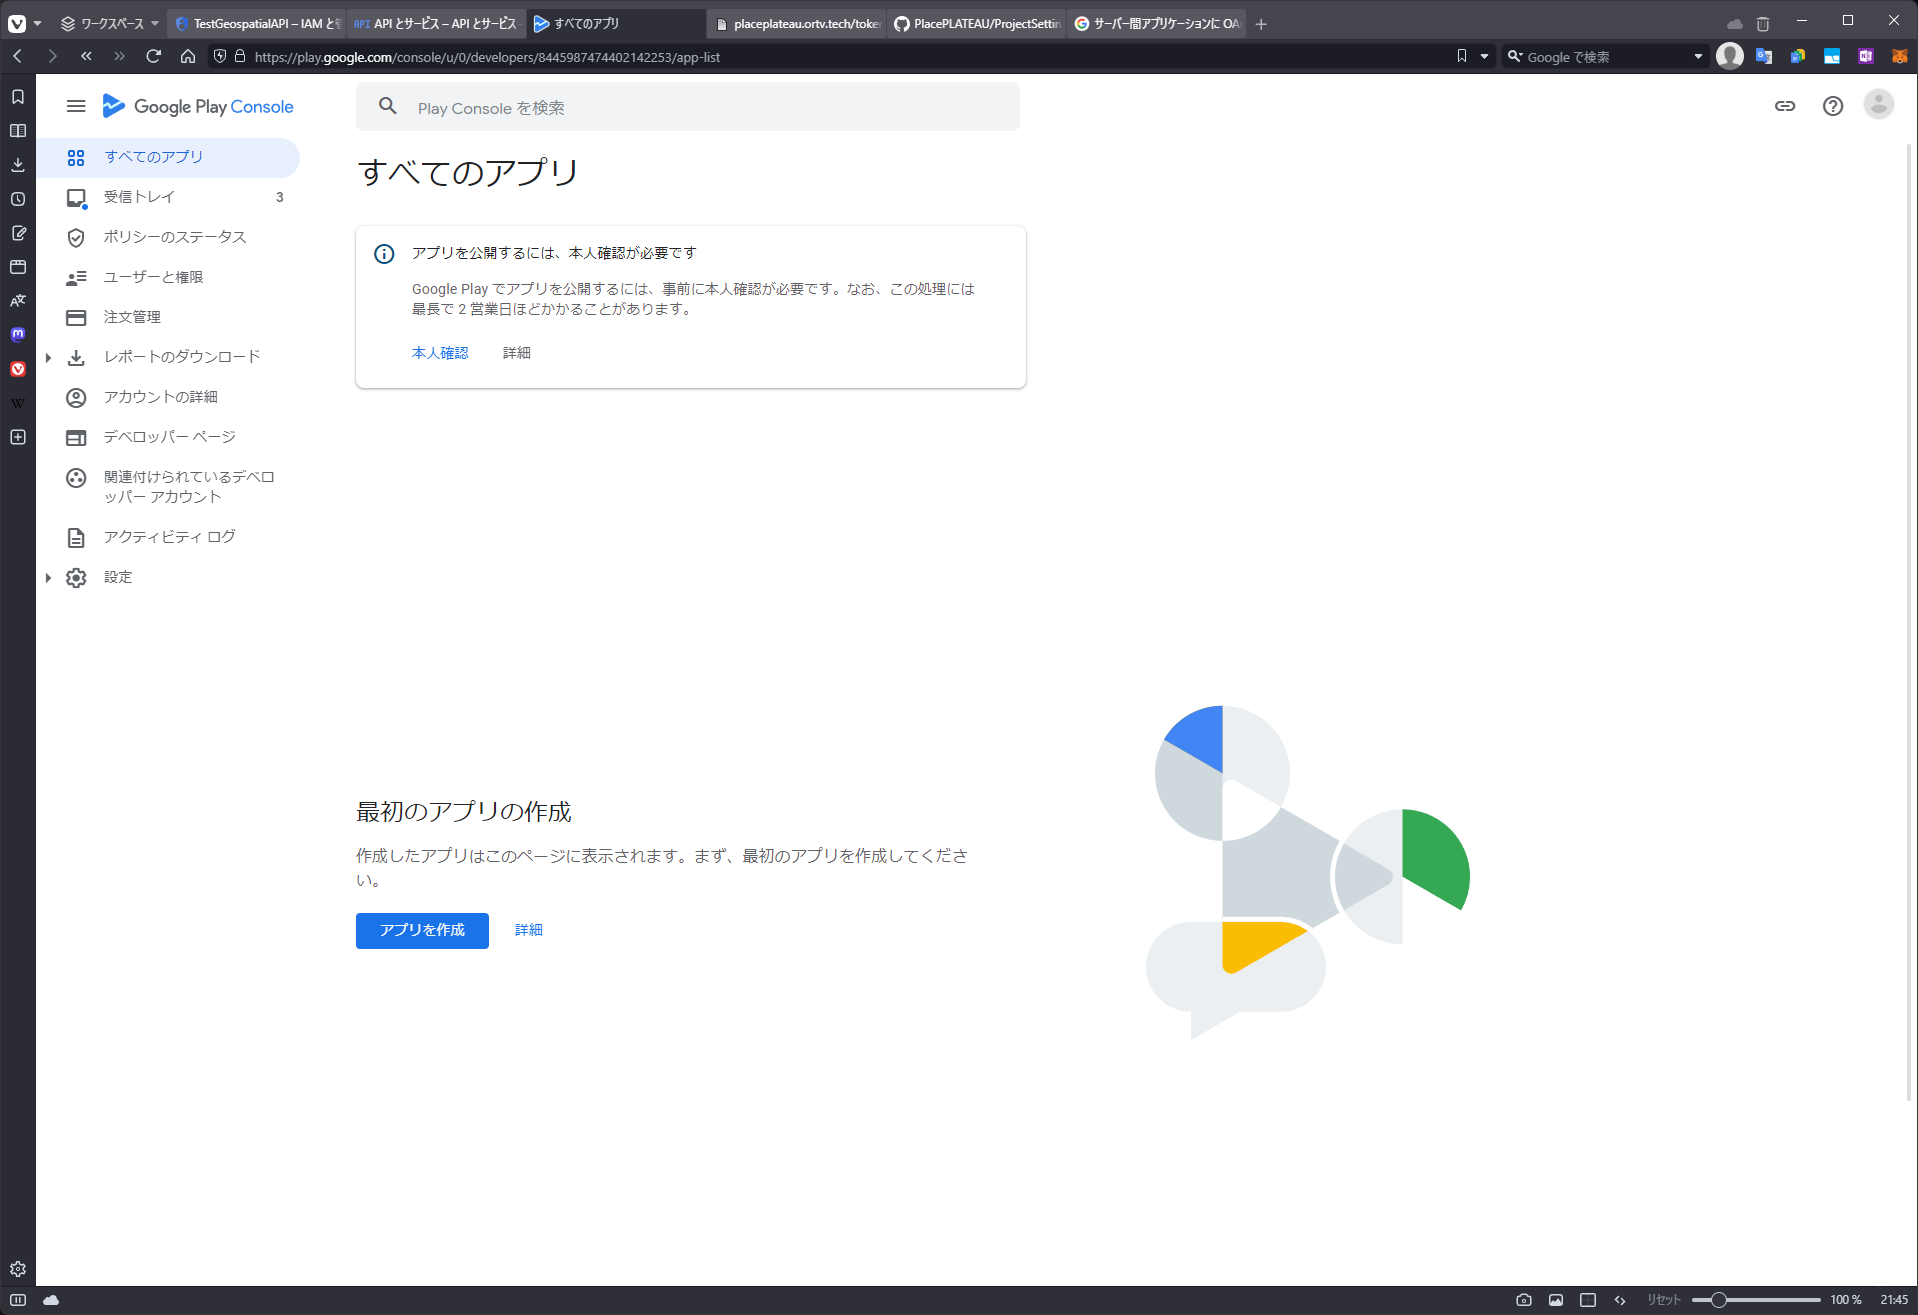 ワークスペース
TestGeospatialAPI – IAM と管
API API とサービス – API とサービス
すべてのアプリ
placeplateau.ortv.tech/toke
PlacePLATEAU/ProjectSettin
サーバー間アプリケーションに OA
https://play.google.com/console/u/0/developers/8445987474402142253/app-list
Google で検索
Google Play Console
Play Console を検索
すべてのアプリ
受信トレイ 3
ポリシーのステータス
ユーザーと権限
注文管理
レポートのダウンロード
アカウントの詳細
デベロッパー ページ
関連付けられているデベロ
ッパー アカウント
アクティビティ ログ
設定
すべてのアプリ
アプリを公開するには、本人確認が必要です
Google Play でアプリを公開するには、事前に本人確認が必要です。なお、この処理には
最長で 2 営業日ほどかかることがあります。
本人確認 詳細
最初のアプリの作成
作成したアプリはこのページに表示されます。まず、最初のアプリを作成してくださ
い。
アプリを作成 詳細
リセット 100 % 21:45